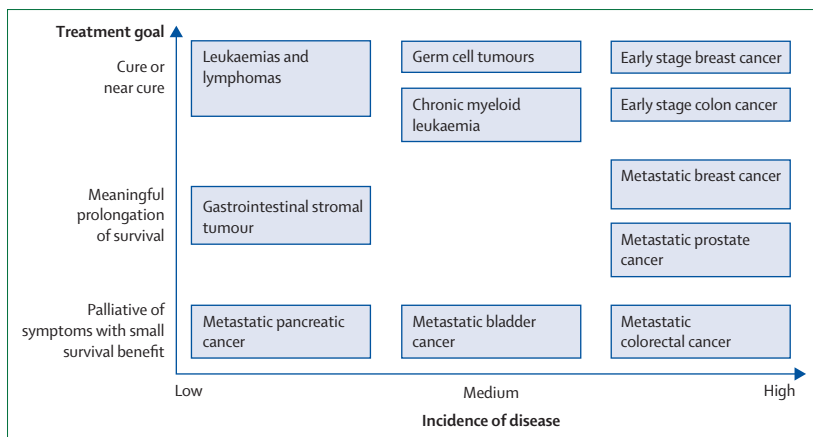 Treatment goal
Cure or
near cure
Leukaemias and
lymphomas
Germ cell tumours
Chronic myeloid
leukaemia
Early stage breast cancer
Early stage colon cancer
Meaningful
prolongation
of survival
Gastrointestinal stromal
tumour
Metastatic breast cancer
Metastatic prostate
cancer
Palliative of
symptoms with small
survival benefit
Metastatic pancreatic
cancer
Metastatic bladder
cancer
Metastatic
colorectal cancer
Low
Medium
High
Incidence of disease